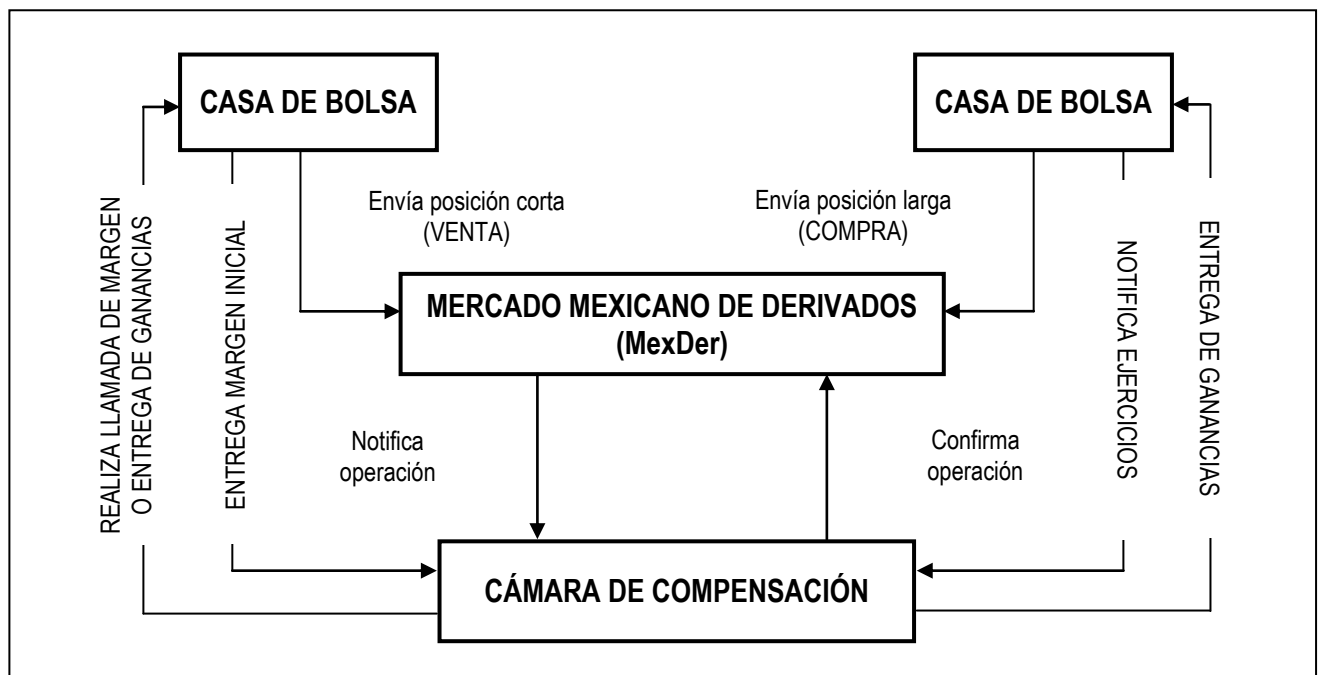 CASA DE BOLSA
CASA DE BOLSA
Envía posición corta
(VENTA)
Envía posición larga
(COMPRA)
REALIZA LLAMADA DE MARGEN
O ENTREGA DE GANANCIAS
ENTREGA MARGEN INICIAL
MERCADO MEXICANO DE DERIVADOS
(MexDer)
NOTIFICA EJERCICIOS
ENTREGA DE GANANCIAS
Notifica
operación
Confirma
operación
CÁMARA DE COMPENSACIÓN